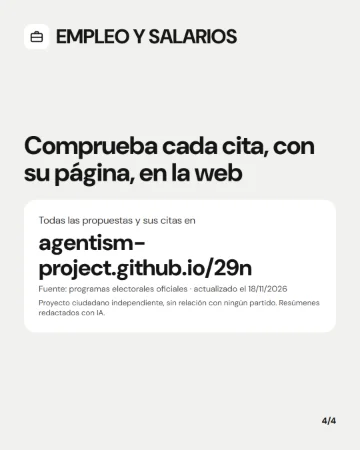 EMPLEO Y SALARIOS
Comprueba cada cita, con
su página, en la web
Todas las propuestas y sus citas en
agentism-
project.github.io/29n
Fuente: programas electorales oficiales · actualizado el 18/11/2026
Proyecto ciudadano independiente, sin relación con ningún partido. Resúmenes
redactados con IA.
4/4